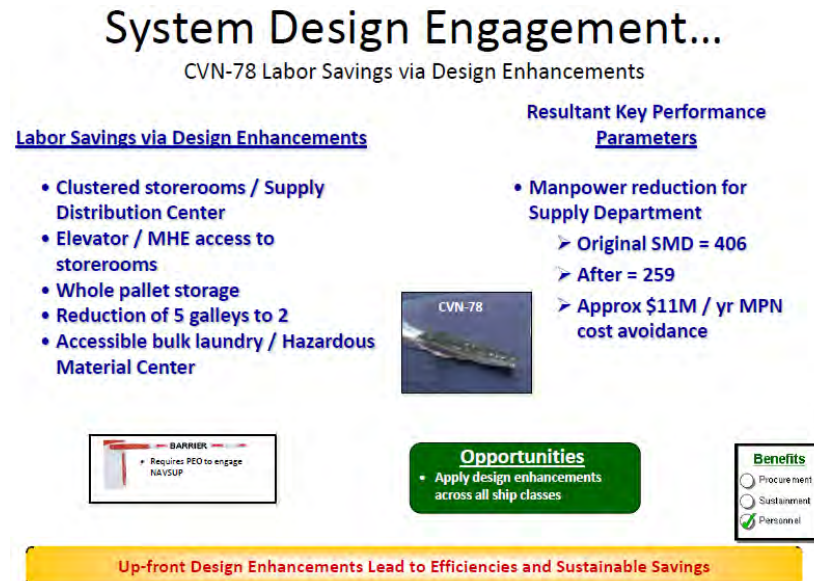 System Design Engagement...
CVN-78 Labor Savings via Design Enhancements
Labor Savings via Design Enhancements
• Clustered storerooms / Supply
Distribution Center
• Elevator / MHE access to
storerooms
• Whole pallet storage
• Reduction of 5 galleys to 2
• Accessible bulk laundry / Hazardous
Material Center
Resultant Key Performance
Parameters
• Manpower reduction for
Supply Department
➢ Original SMD = 406
➢ After = 259
➢ Approx $11M / yr MPN
cost avoidance
CVN-78
BARRIER
• Requires PEO to engage
NAVSUP
Opportunities
• Apply design enhancements
across all ship classes
Benefits
Procurement
Sustainment
Personnel
Up-front Design Enhancements Lead to Efficiencies and Sustainable Savings